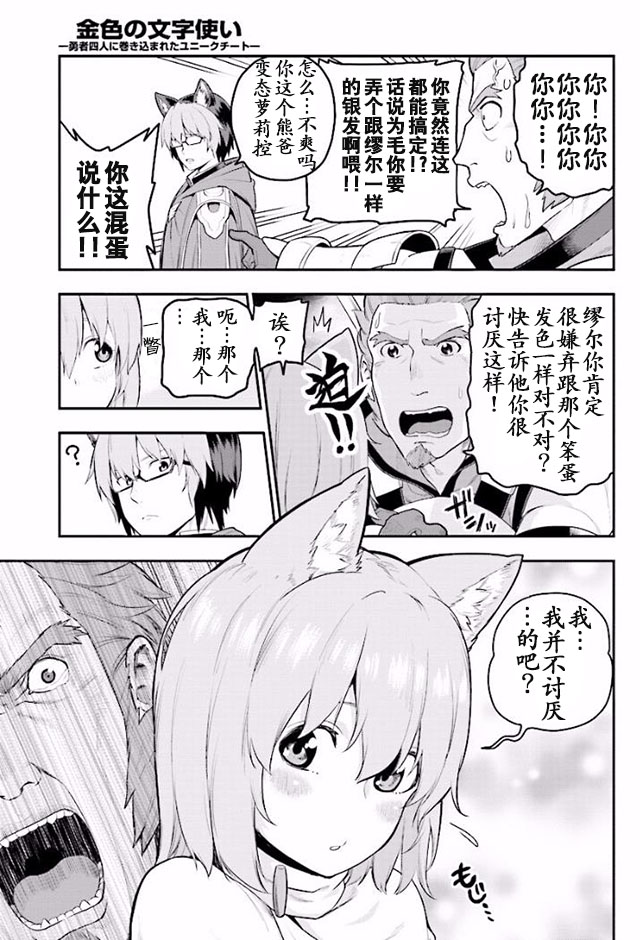 金色の文字使い
―勇者四人に巻き込まれたユニークチート―
你！你你
你你你你
你你…！
你竟然连这
都能搞定!?
话说为毛你要
弄个跟缪尔一样
的银发啊喂!!
怎么…不爽吗
你这个熊爸
变态萝莉控
你这混蛋
说什么!!
缪尔你肯定
很嫌弃跟那个笨蛋
发色一样对不对？
快告诉他你很
讨厌这样！
ガシッ
迫!!
诶？
呃…那个
我…那个
…
一瞥
？
我…
我并不讨厌
…的吧？
もじ…